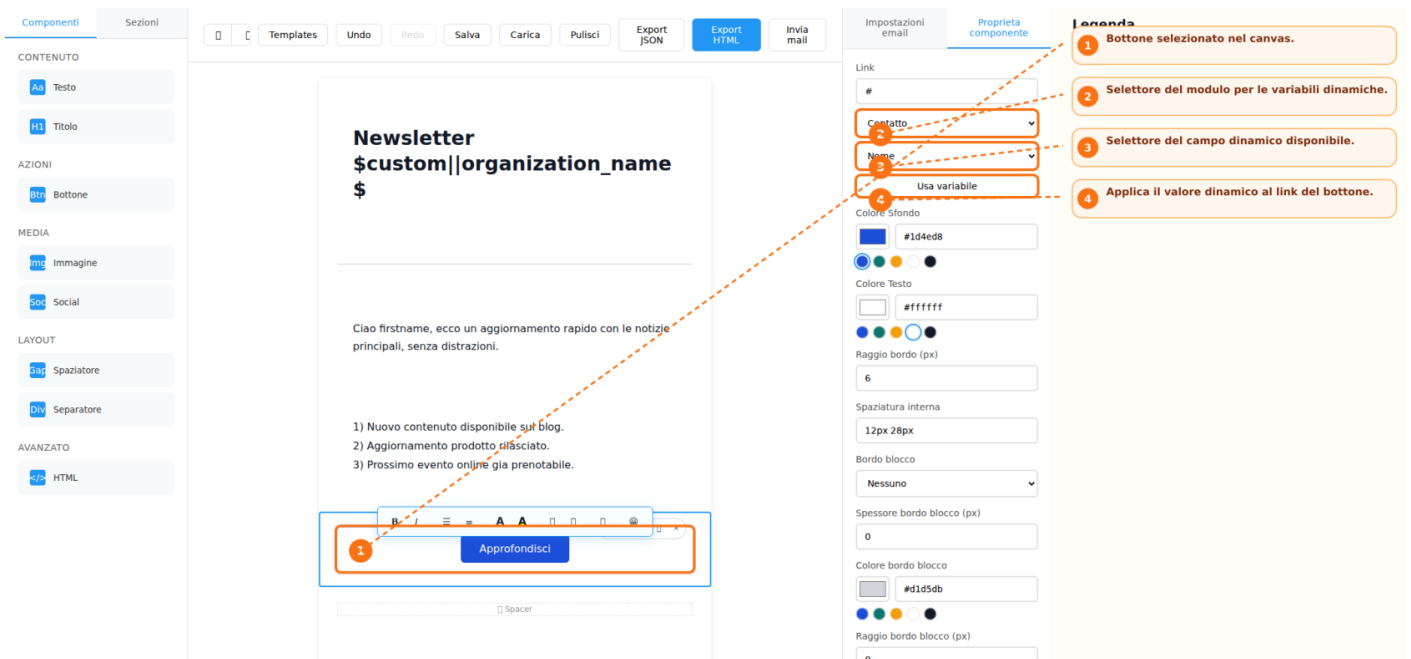 Componenti
Sezioni
CONTENUTO
Aa Testo
H1 Titolo
AZIONI
Btn Bottone
MEDIA
Img Immagine
Soc Social
LAYOUT
Gap Spaziatore
Div Separatore
AVANZATO
</> HTML
Templates
Undo
Redo
Salva
Carica
Pulisci
Export JSON
Export HTML
Invia mail
Newsletter
$custom||organization_name
$
Ciao firstname, ecco un aggiornamento rapido con le notizie
principali, senza distrazioni.
1) Nuovo contenuto disponibile sul blog.
2) Aggiornamento prodotto rilasciato.
3) Prossimo evento online gia prenotabile.
B I A A
1
Approfondisci
Spacer
Impostazioni email
Proprieta componente
Link
#
Contatto
2
Nome
3
Usa variabile
4
Colore Sfondo
#1d4ed8
Colore Testo
#ffffff
Raggio bordo (px)
6
Spaziatura interna
12px 28px
Bordo blocco
Nessuno
Spessore bordo blocco (px)
0
Colore bordo blocco
#d1d5db
Raggio bordo blocco (px)
Legenda
1 Bottone selezionato nel canvas.
2 Selettore del modulo per le variabili dinamiche.
3 Selettore del campo dinamico disponibile.
4 Applica il valore dinamico al link del bottone.